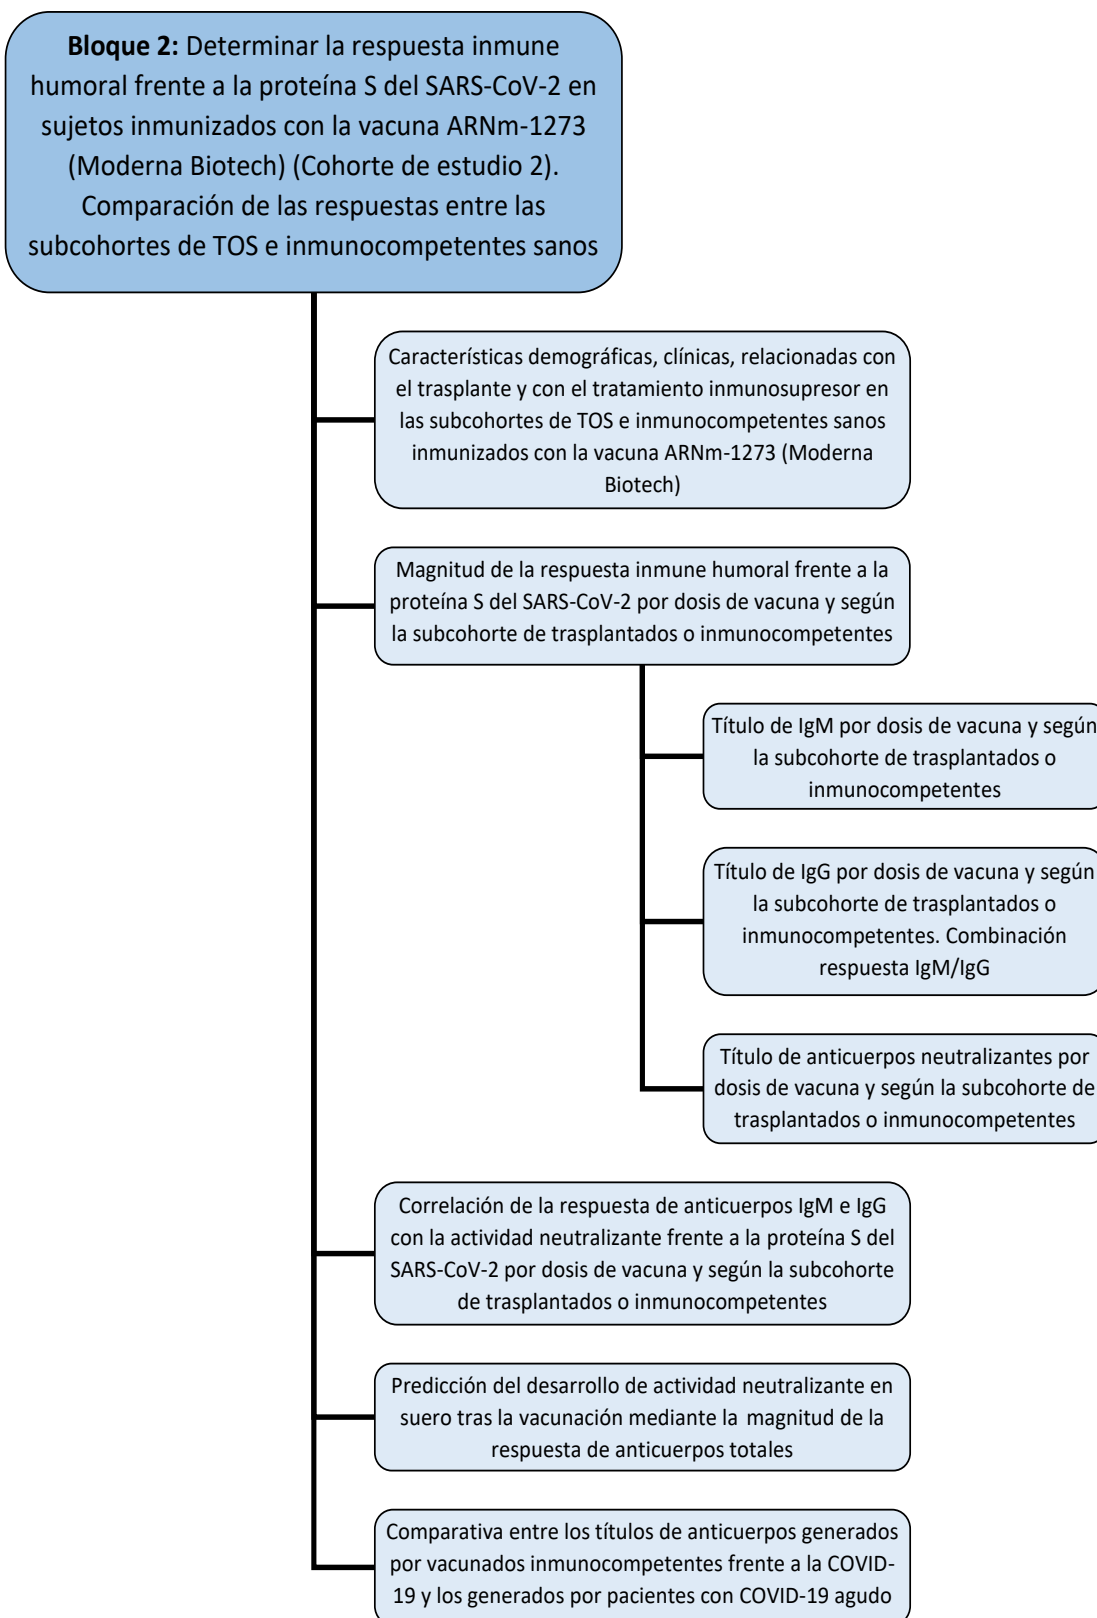 Bloque 2: Determinar la respuesta inmune
humoral frente a la proteína S del SARS-CoV-2 en
sujetos inmunizados con la vacuna ARNm-1273
(Moderna Biotech) (Cohorte de estudio 2).
Comparación de las respuestas entre las
subcohortes de TOS e inmunocompetentes sanos
Características demográficas, clínicas, relacionadas con
el trasplante y con el tratamiento inmunosupresor en
las subcohortes de TOS e inmunocompetentes sanos
inmunizados con la vacuna ARNm-1273 (Moderna
Biotech)
Magnitud de la respuesta inmune humoral frente a la
proteína S del SARS-CoV-2 por dosis de vacuna y según
la subcohorte de trasplantados o inmunocompetentes
Título de IgM por dosis de vacuna y según
la subcohorte de trasplantados o
inmunocompetentes
Título de IgG por dosis de vacuna y según
la subcohorte de trasplantados o
inmunocompetentes. Combinación
respuesta IgM/IgG
Título de anticuerpos neutralizantes por
dosis de vacuna y según la subcohorte de
trasplantados o inmunocompetentes
Correlación de la respuesta de anticuerpos IgM e IgG
con la actividad neutralizante frente a la proteína S del
SARS-CoV-2 por dosis de vacuna y según la subcohorte
de trasplantados o inmunocompetentes
Predicción del desarrollo de actividad neutralizante en
suero tras la vacunación mediante la magnitud de la
respuesta de anticuerpos totales
Comparativa entre los títulos de anticuerpos generados
por vacunados inmunocompetentes frente a la COVID-
19 y los generados por pacientes con COVID-19 agudo